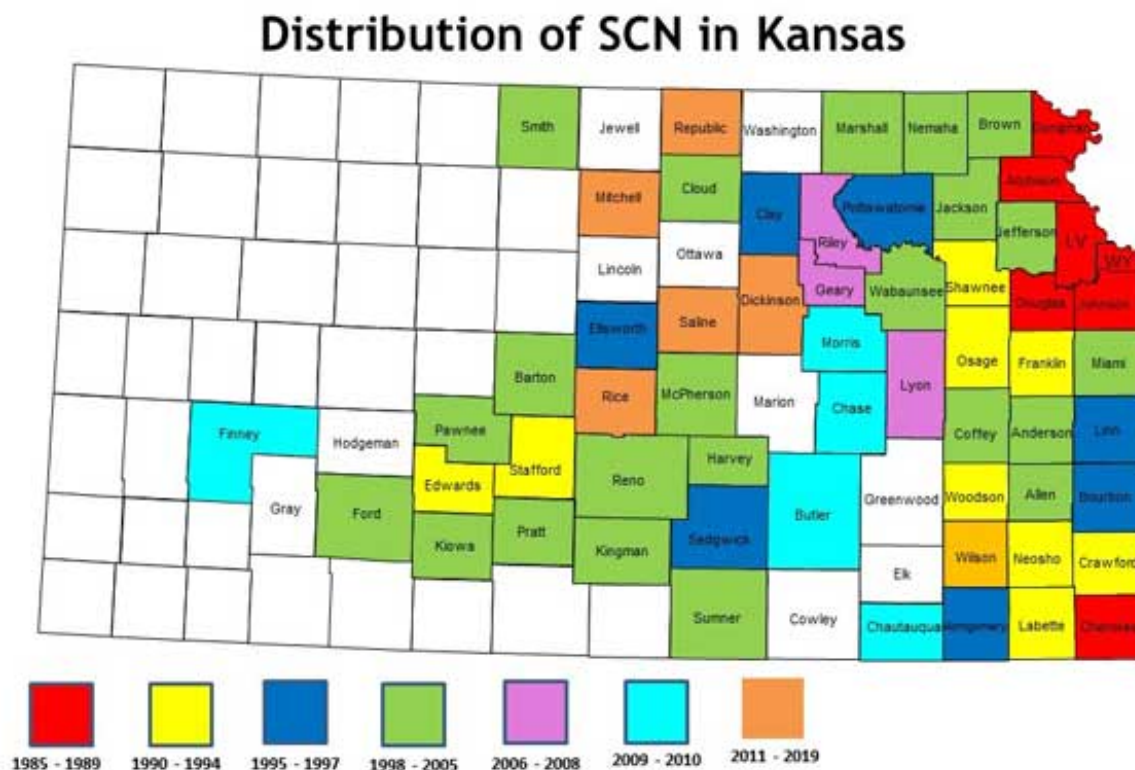 Distribution of SCN in Kansas
Smith
Jewell
Republic
Washington
Marshall
Nemaha
Brown
Doniphan
Mitchell
Cloud
Clay
Riley
Pottawatomie
Jackson
Atchison
Jefferson
LV
WY
Lincoln
Ottawa
Dickinson
Geary
Wabaunsee
Shawnee
Douglas
Johnson
Ellsworth
Saline
Morris
Osage
Franklin
Miami
Barton
Rice
McPherson
Marion
Chase
Lyon
Finney
Hodgeman
Pawnee
Stafford
Edwards
Reno
Harvey
Coffey
Anderson
Linn
Gray
Ford
Kiowa
Pratt
Kingman
Sedgwick
Butler
Greenwood
Woodson
Allen
Bourbon
Elk
Wilson
Neosho
Crawford
Sumner
Cowley
Chautauqua
Montgomery
Labette
Cherokee
1985 - 1989
1990 - 1994
1995 - 1997
1998 - 2005
2006 - 2008
2009 - 2010
2011 - 2019